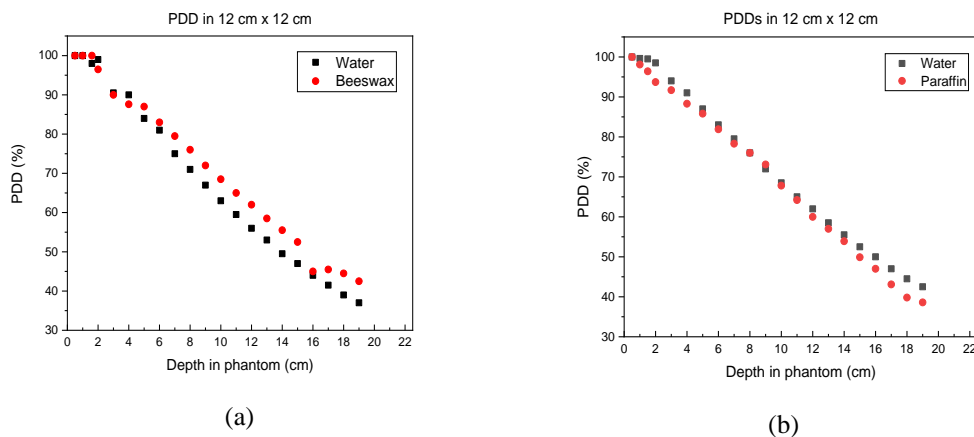 PDD in 12 cm x 12 cm
100
90
80
70
60
50
40
30
PDD (%)
0 2 4 6 8 10 12 14 16 18 20 22
Depth in phantom (cm)
Water
Beeswax
(a)
PDDs in 12 cm x 12 cm
100
90
80
70
60
50
40
30
PDD (%)
0 2 4 6 8 10 12 14 16 18 20 22
Depth in phantom (cm)
Water
Paraffin
(b)